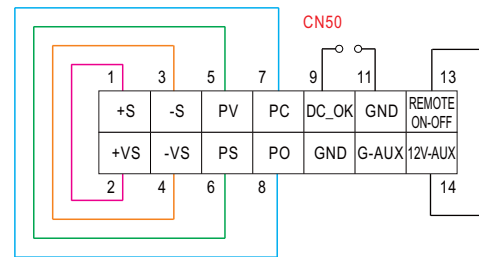 CN50
1 3 5 7 9 11 13
+S -S PV PC DC_OK GND REMOTE
ON-OFF
+VS -VS PS PO GND G-AUX 12V-AUX
2 4 6 8 14